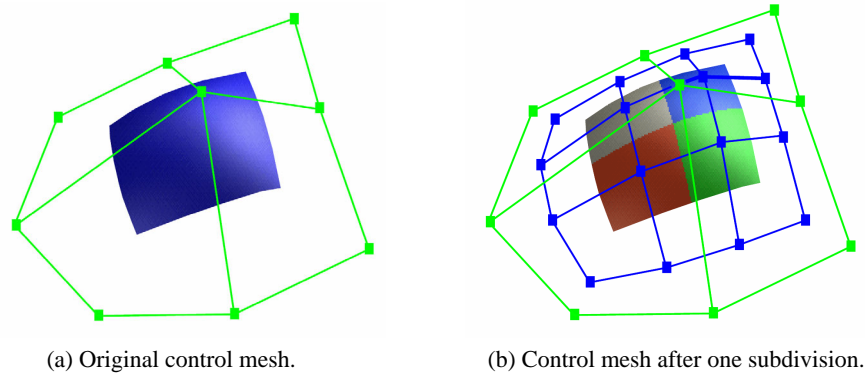 (a) Original control mesh.
(b) Control mesh after one subdivision.